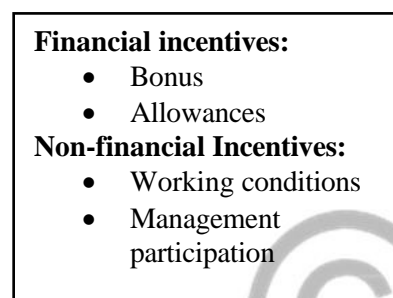 Financial incentives:
• Bonus
• Allowances
Non-financial Incentives:
• Working conditions
• Management
participation